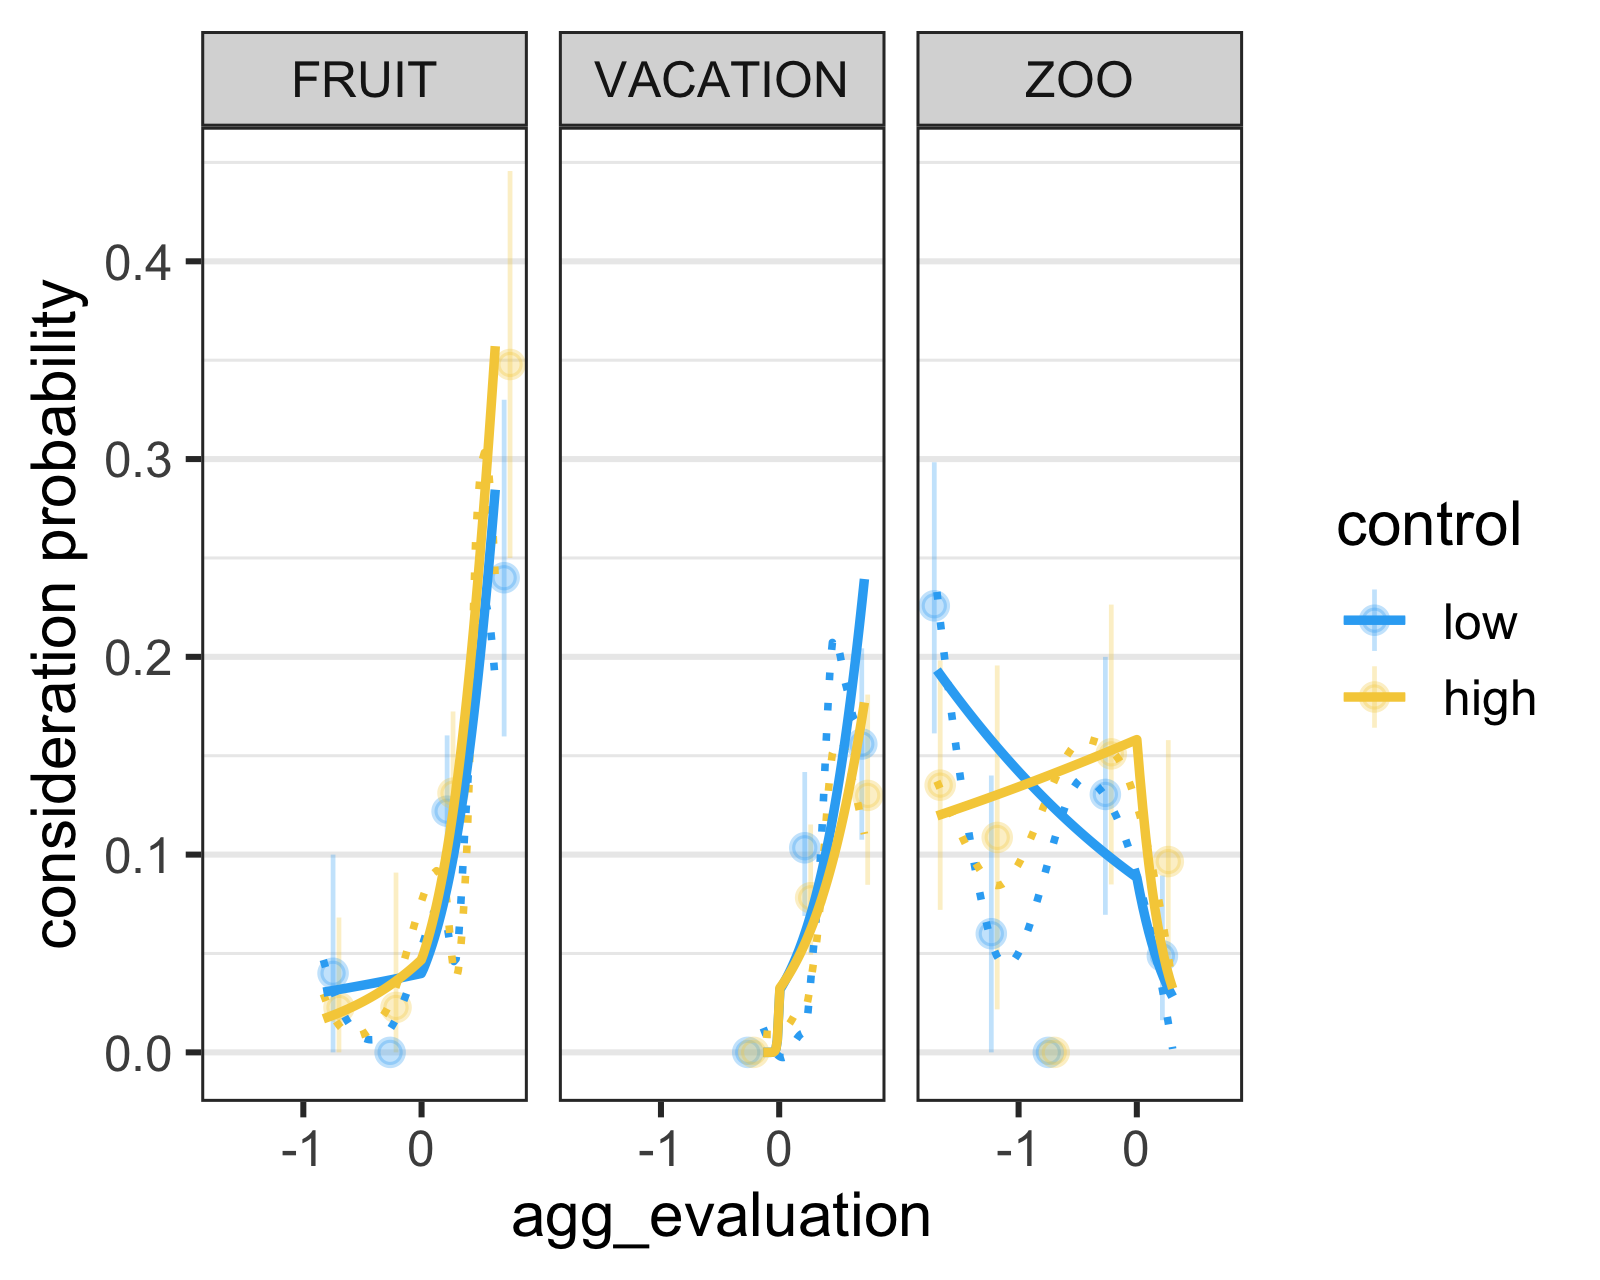 FRUIT VACATION ZOO
0.4
0.3
0.2
0.1
0.0
-1 0 -1 0 -1 0
agg_evaluation
consideration probability
control
low
high